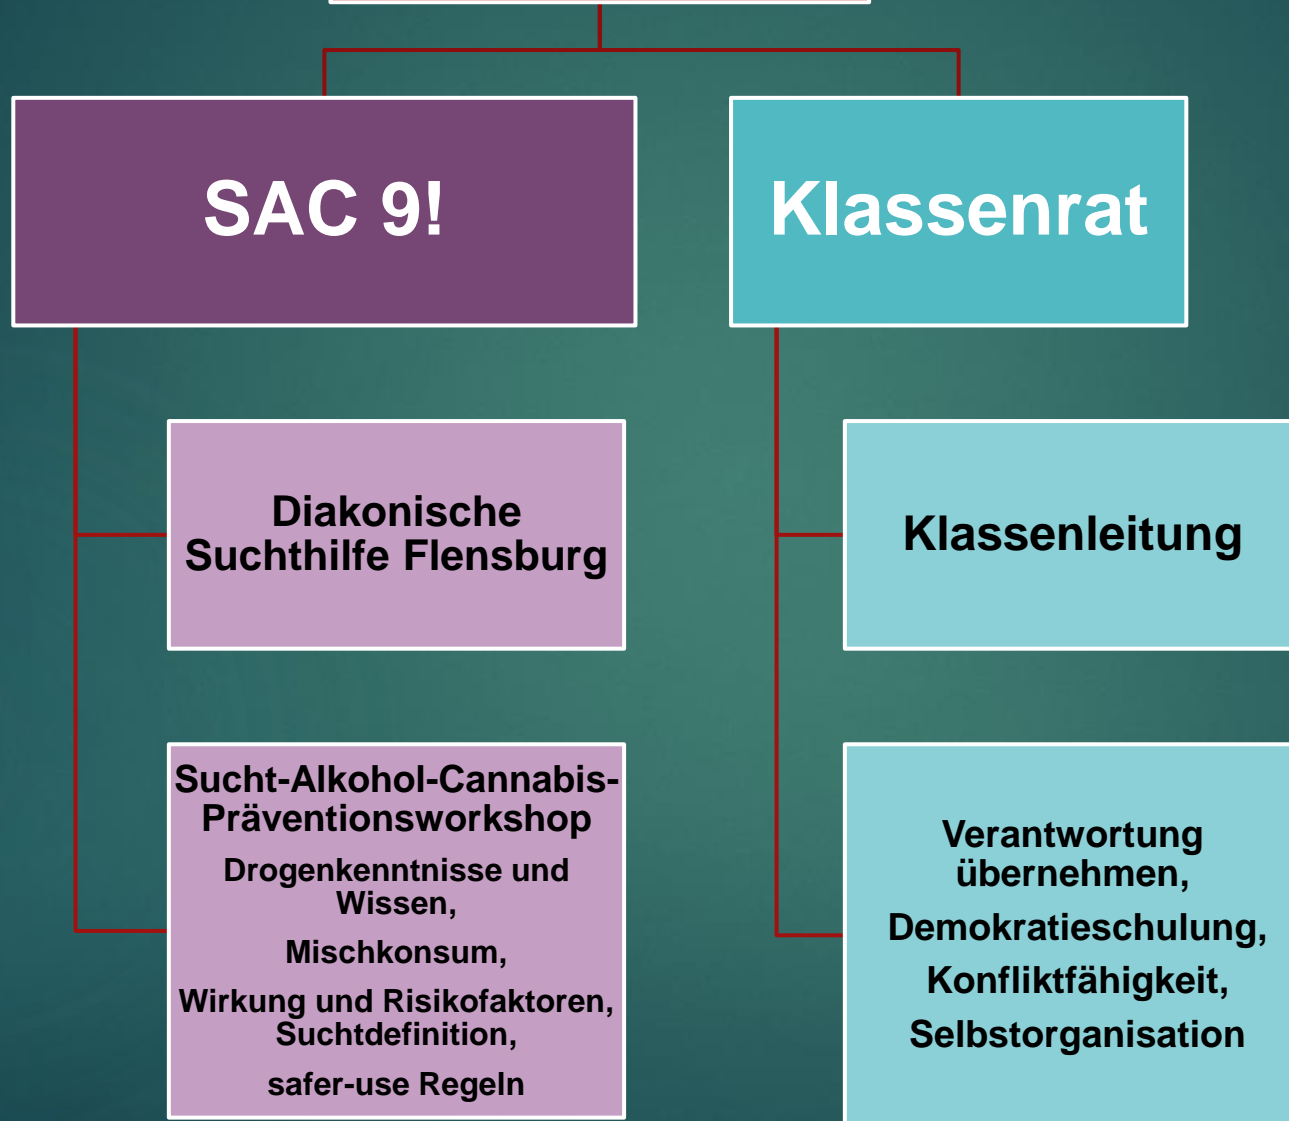 SAC 9!
Klassenrat
Diakonische
Suchthilfe Flensburg
Klassenleitung
Sucht-Alkohol-Cannabis-
Präventionsworkshop
Drogenkenntnisse und
Wissen,
Mischkonsum,
Wirkung und Risikofaktoren,
Suchtdefinition,
safer-use Regeln
Verantwortung
übernehmen,
Demokratieschulung,
Konfliktfähigkeit,
Selbstorganisation